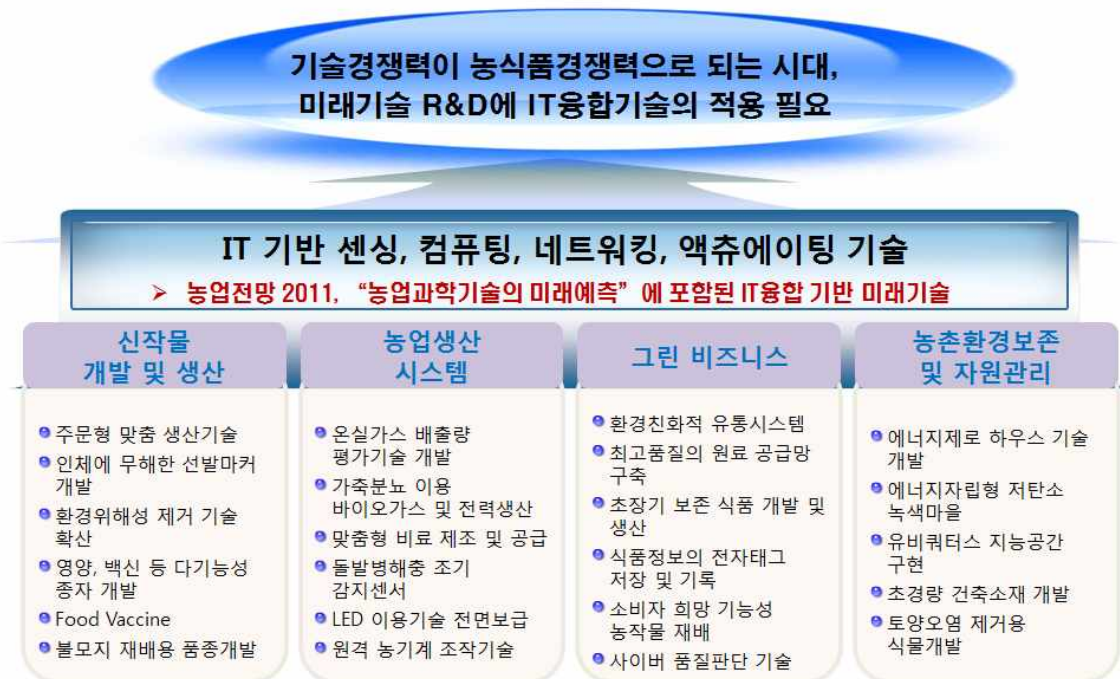 기술경쟁력이 농식품경쟁력으로 되는 시대,
미래기술 R&D에 IT융합기술의 적용 필요
IT 기반 센싱, 컴퓨팅, 네트워킹, 액츄에이팅 기술
➢ 농업전망 2011, “농업과학기술의 미래예측” 에 포함된 IT융합 기반 미래기술
신작물
개발 및 생산
주문형 맞춤 생산기술
인체에 무해한 선발마커
개발
환경위해성 제거 기술
확산
영양, 백신 등 다기능성
종자 개발
Food Vaccine
불모지 재배용 품종개발
농업생산
시스템
온실가스 배출량
평가기술 개발
가축분뇨 이용
바이오가스 및 전력생산
맞춤형 비료 제조 및 공급
돌발병해충 조기
감지센서
LED 이용기술 전면보급
원격 농기계 조작기술
그린 비즈니스
환경친화적 유통시스템
최고품질의 원료 공급망
구축
초장기 보존 식품 개발 및
생산
식품정보의 전자태그
저장 및 기록
소비자 희망 기능성
농작물 재배
사이버 품질판단 기술
농촌환경보존
및 자원관리
에너지제로 하우스 기술
개발
에너지자립형 저탄소
녹색마을
유비쿼터스 지능공간
구현
초경량 건축소재 개발
토양오염 제거용
식물개발